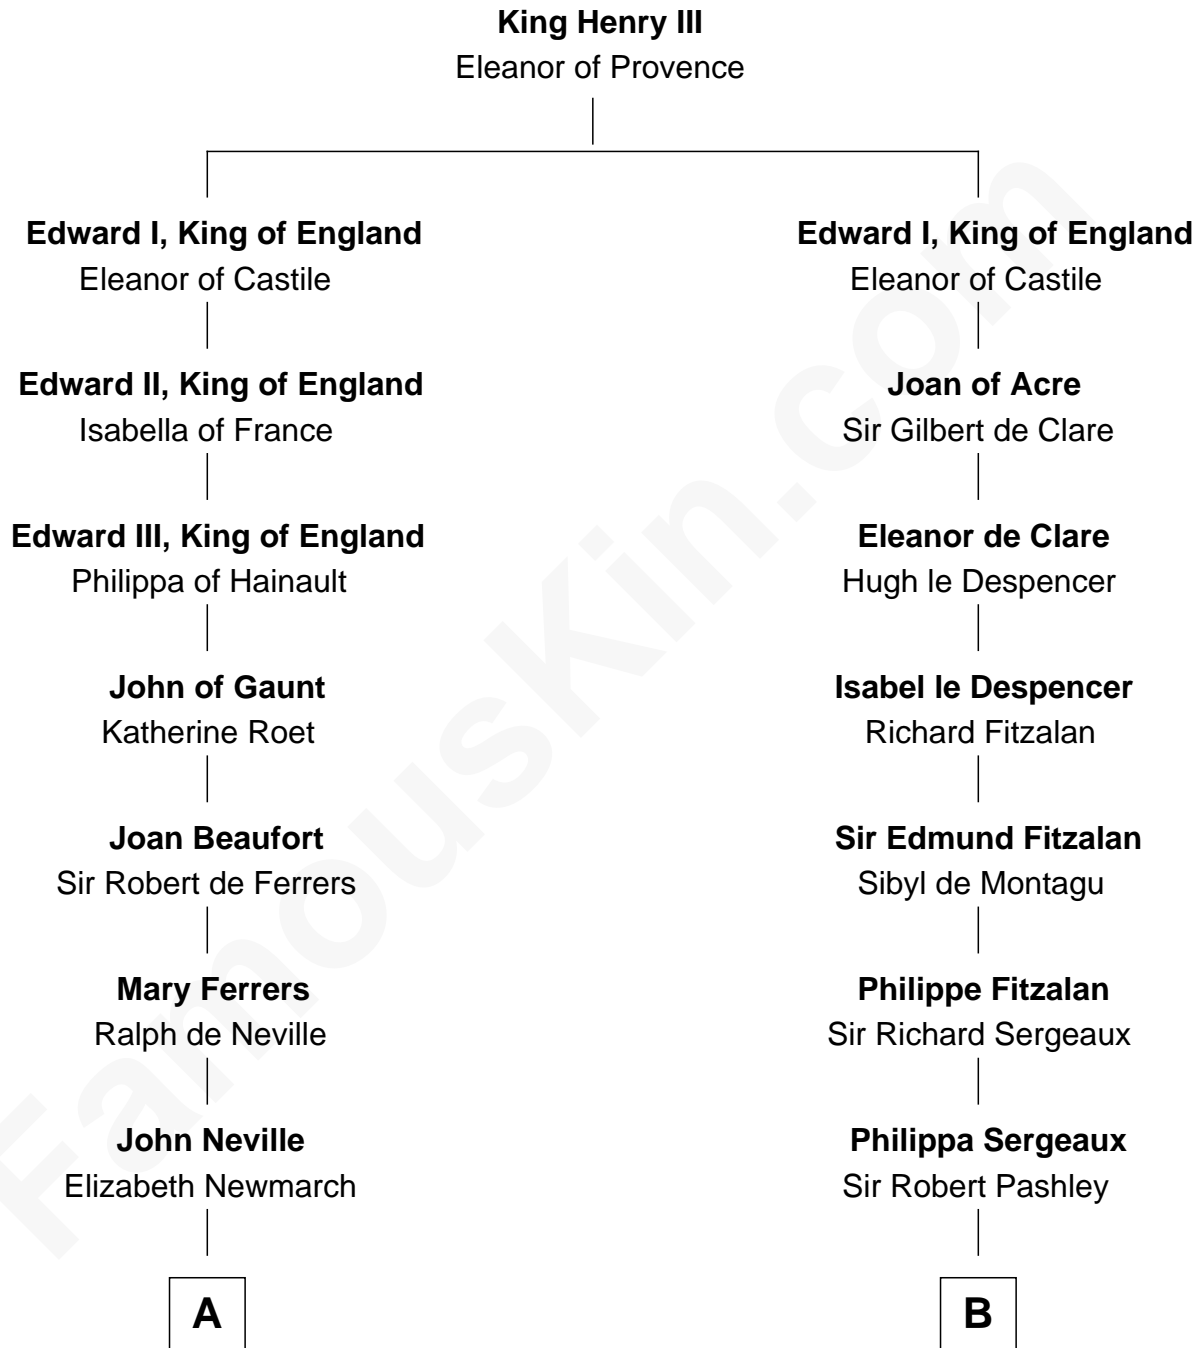 King Henry III
Eleanor of Provence
Edward I, King of England
Eleanor of Castile
Edward I, King of England
Eleanor of Castile
Edward II, King of England
Isabella of France
Joan of Acre
Sir Gilbert de Clare
Edward III, King of England
Philippa of Hainault
Eleanor de Clare
Hugh le Despencer
John of Gaunt
Katherine Roet
Isabel le Despencer
Richard Fitzalan
Joan Beaufort
Sir Robert de Ferrers
Sir Edmund Fitzalan
Sibyl de Montagu
Mary Ferrers
Ralph de Neville
Philippe Fitzalan
Sir Richard Sergeaux
John Neville
Elizabeth Newmarch
Philippa Sergeaux
Sir Robert Pashley
A
B
FamousKin.com